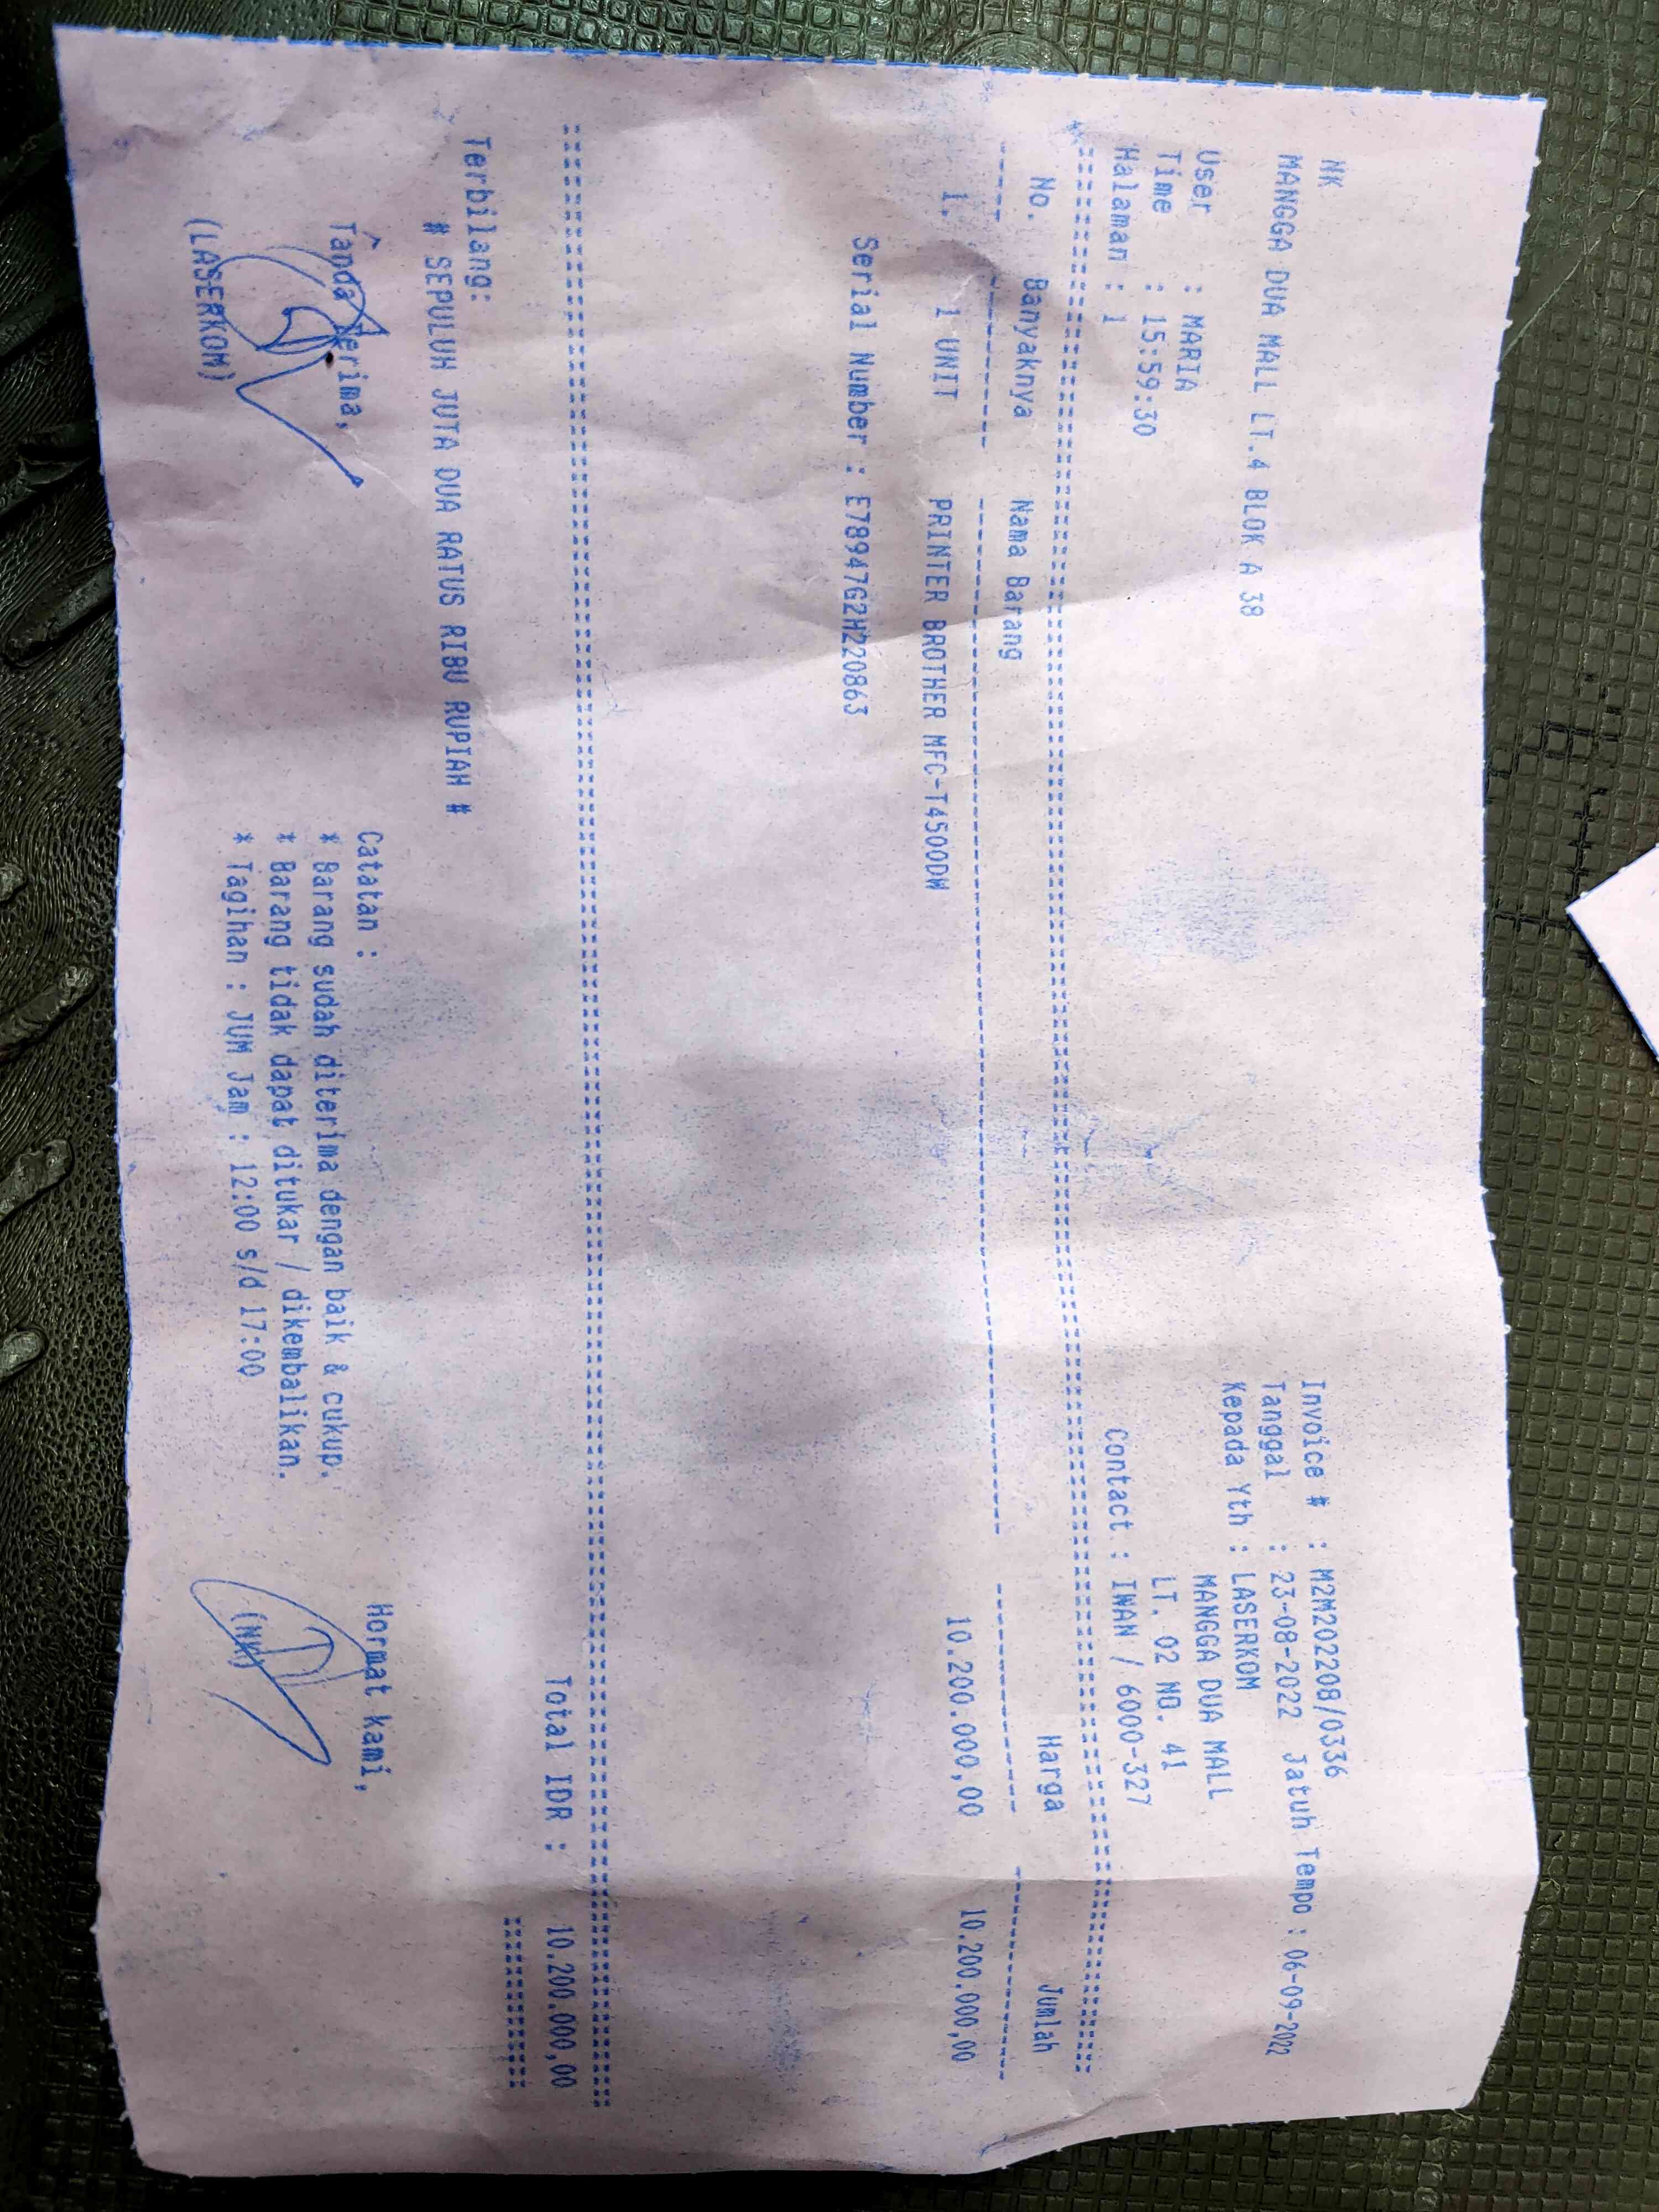 NK
MANGGA DUA MALL LT.4 BLOK A 38
Invoice # : M2M202208/0336
Tanggal : 23-08-2022 Jatuh Tempo : 06-09-2022
Kepada Yth : LASERKOM
MANGGA DUA MALL
LT. 02 NO. 41
Contact : IWAN / 6000-327
User : MARIA
Time : 15:59:30
Halaman : 1
No. Banyaknya Nama Barang Harga Jumlah
1. 1 UNIT PRINTER BROTHER MFC-T4500DW 10.200.000,00 10.200.000,00
Serial Number : E78947G2H220863
Total IDR : 10.200.000,00
Terbilang:
# SEPULUH JUTA DUA RATUS RIBU RUPIAH #
Tanda Terima,
(LASERKOM)
Catatan :
* Barang sudah diterima dengan baik & cukup.
* Barang tidak dapat ditukar / dikembalikan.
* Tagihan : JUM Jam : 12:00 s/d 17:00
Hormat kami,
(NK)